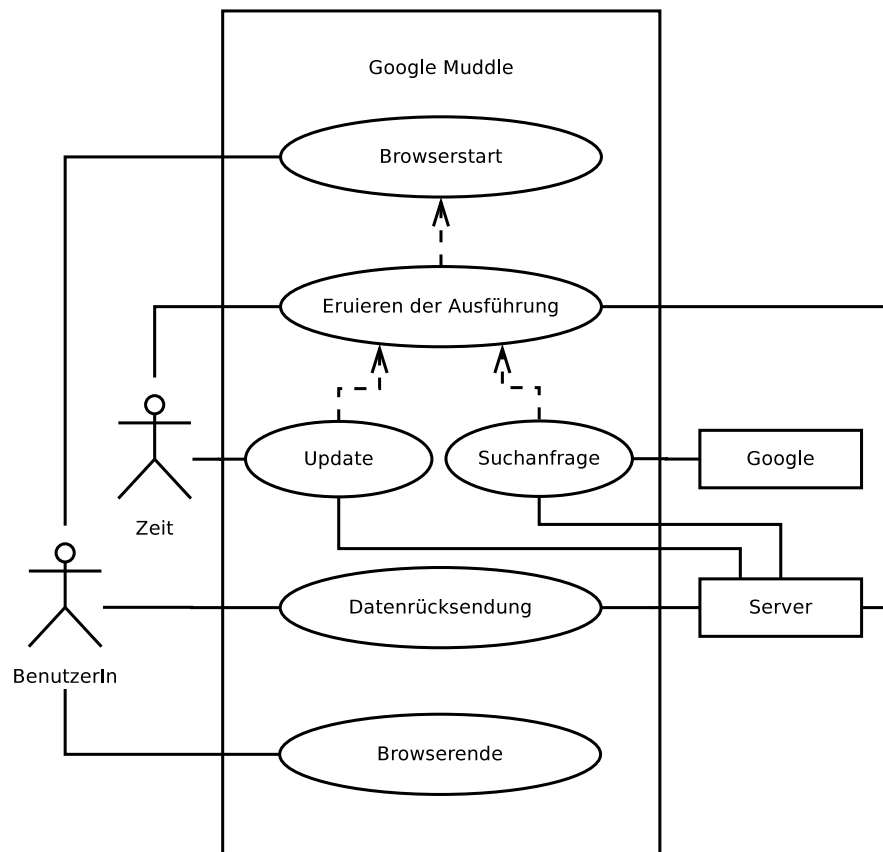 Google Muddle
Browserstart
Eruieren der Ausführung
Update
Suchanfrage
Google
Zeit
Datenrücksendung
Server
BenutzerIn
Browserende